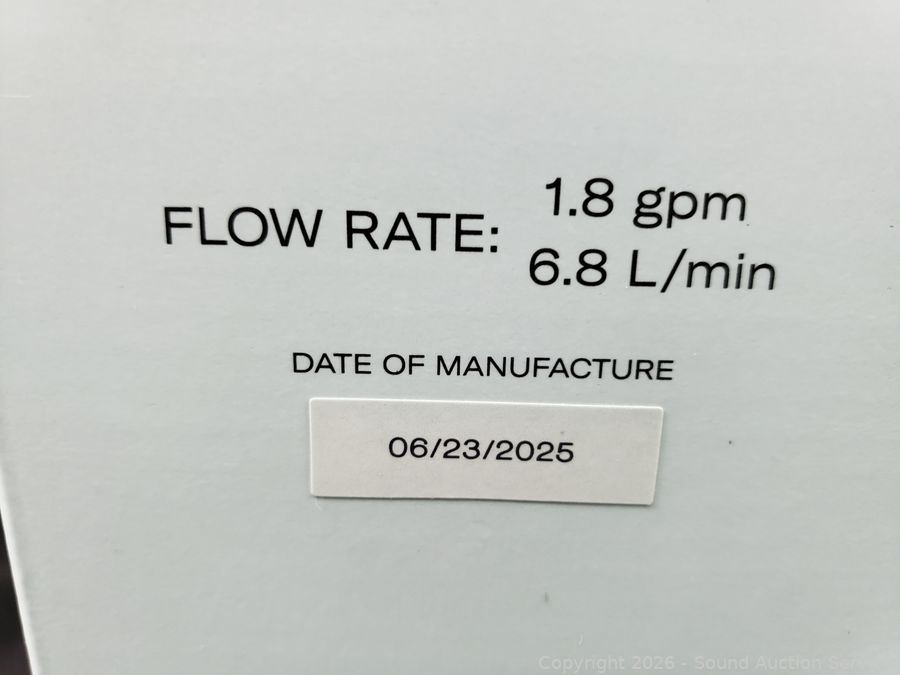 FLOW RATE:
1.8 gpm
6.8 L/min
DATE OF MANUFACTURE
06/23/2025
Copyright 2026 - Sound Auction